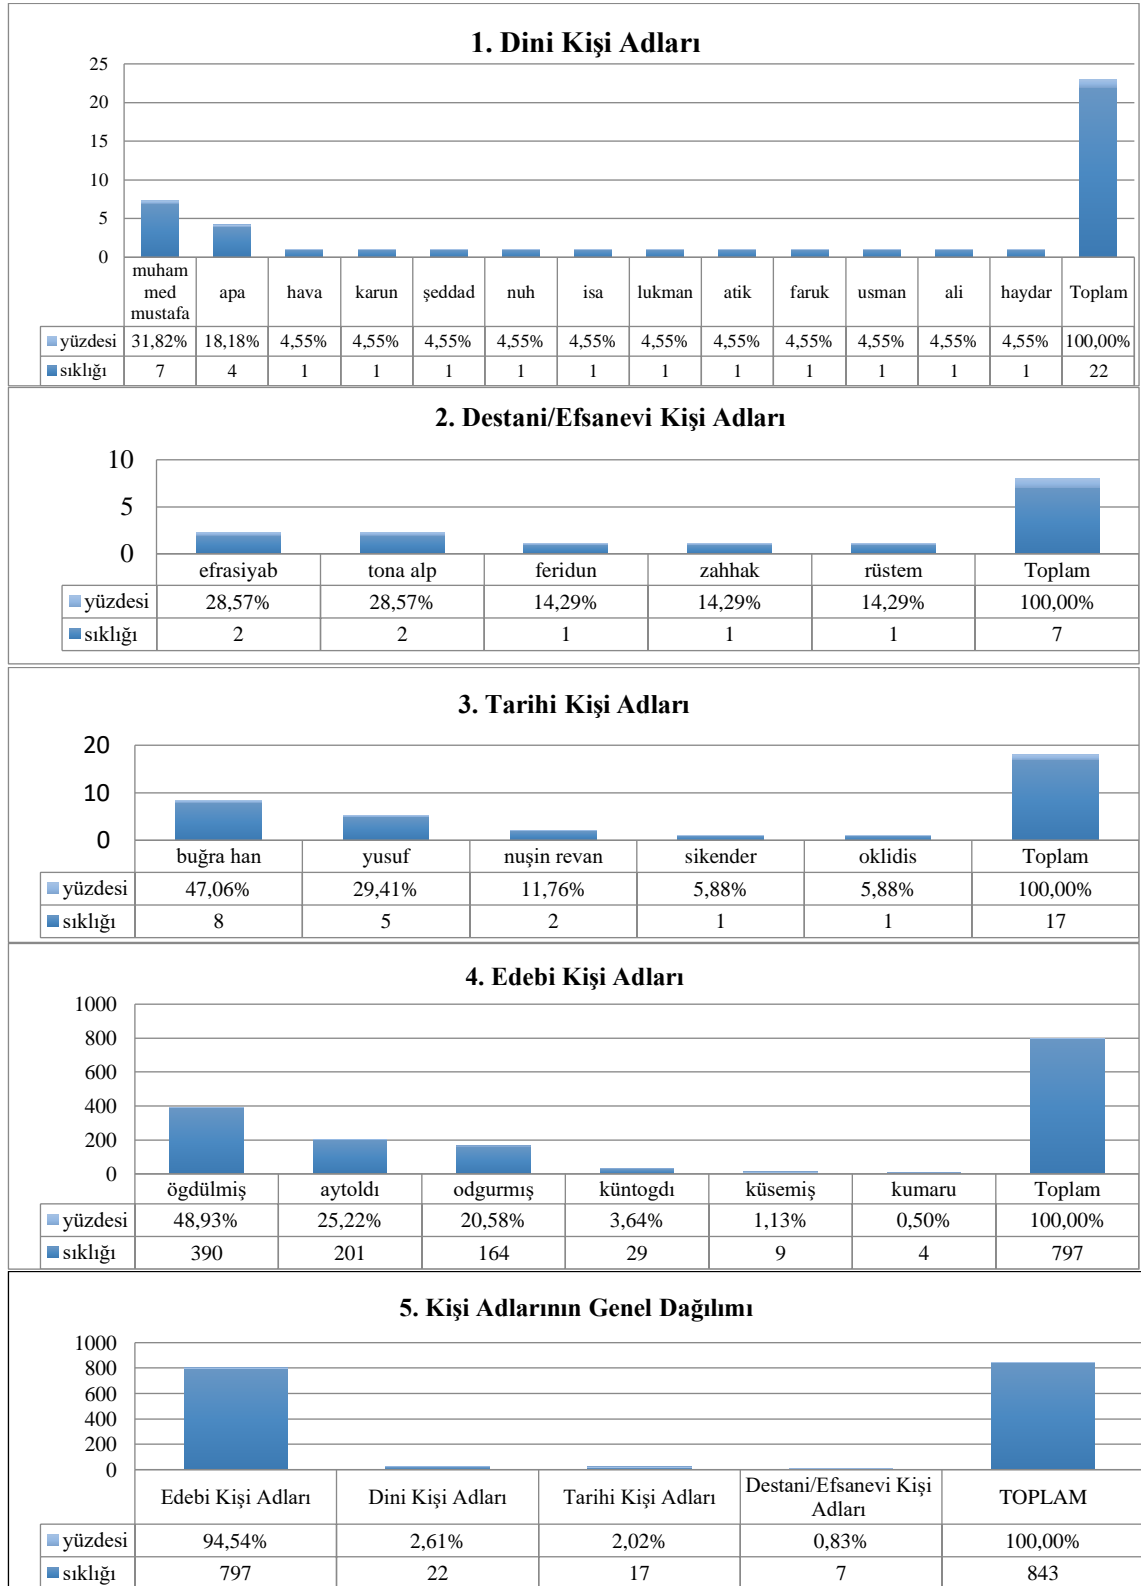 1. Dini Kişi Adları
25
20
15
10
5
0
muham
med
mustafa
apa hava karun şeddad nuh isa lukman atik faruk usman ali haydar Toplam
yüzdesi 31,82% 18,18% 4,55% 4,55% 4,55% 4,55% 4,55% 4,55% 4,55% 4,55% 4,55% 4,55% 4,55% 100,00%
sıklığı 7 4 1 1 1 1 1 1 1 1 1 1 1 22
2. Destani/Efsanevi Kişi Adları
10
5
0
efrasiyab tona alp feridun zahhak rüstem Toplam
yüzdesi 28,57% 28,57% 14,29% 14,29% 14,29% 100,00%
sıklığı 2 2 1 1 1 7
3. Tarihi Kişi Adları
20
10
0
buğra han yusuf nuşin revan sikender oklidis Toplam
yüzdesi 47,06% 29,41% 11,76% 5,88% 5,88% 100,00%
sıklığı 8 5 2 1 1 17
4. Edebi Kişi Adları
1000
800
600
400
200
0
ögdülmiş aytoldı odgurmış küntogdı küsemiş kumaru Toplam
yüzdesi 48,93% 25,22% 20,58% 3,64% 1,13% 0,50% 100,00%
sıklığı 390 201 164 29 9 4 797
5. Kişi Adlarının Genel Dağılımı
1000
800
600
400
200
0
Edebi Kişi Adları Dini Kişi Adları Tarihi Kişi Adları Destani/Efsanevi Kişi
Adları TOPLAM
yüzdesi 94,54% 2,61% 2,02% 0,83% 100,00%
sıklığı 797 22 17 7 843